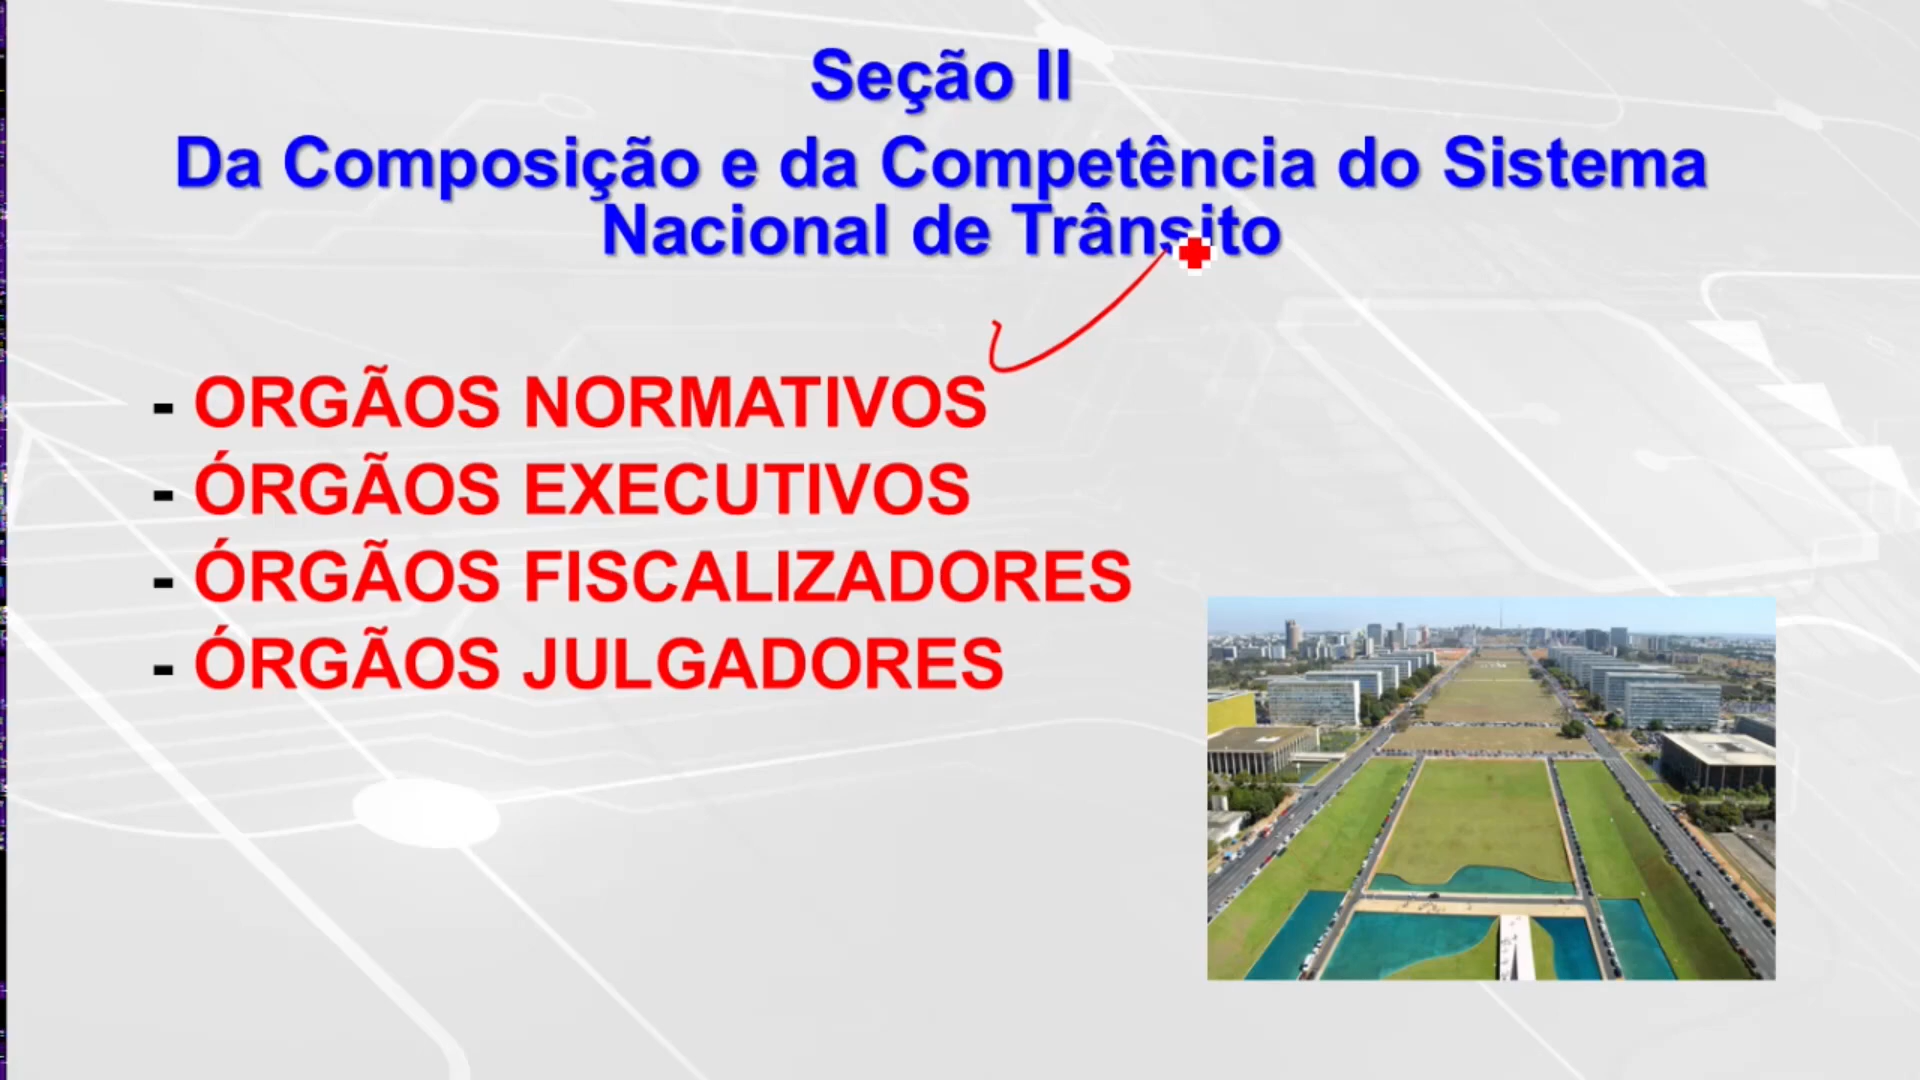 Seção II
Da Composição e da Competência do Sistema
Nacional de Trânsito
- ORGÃOS NORMATIVOS
- ÓRGÃOS EXECUTIVOS
- ÓRGÃOS FISCALIZADORES
- ÓRGÃOS JULGADORES